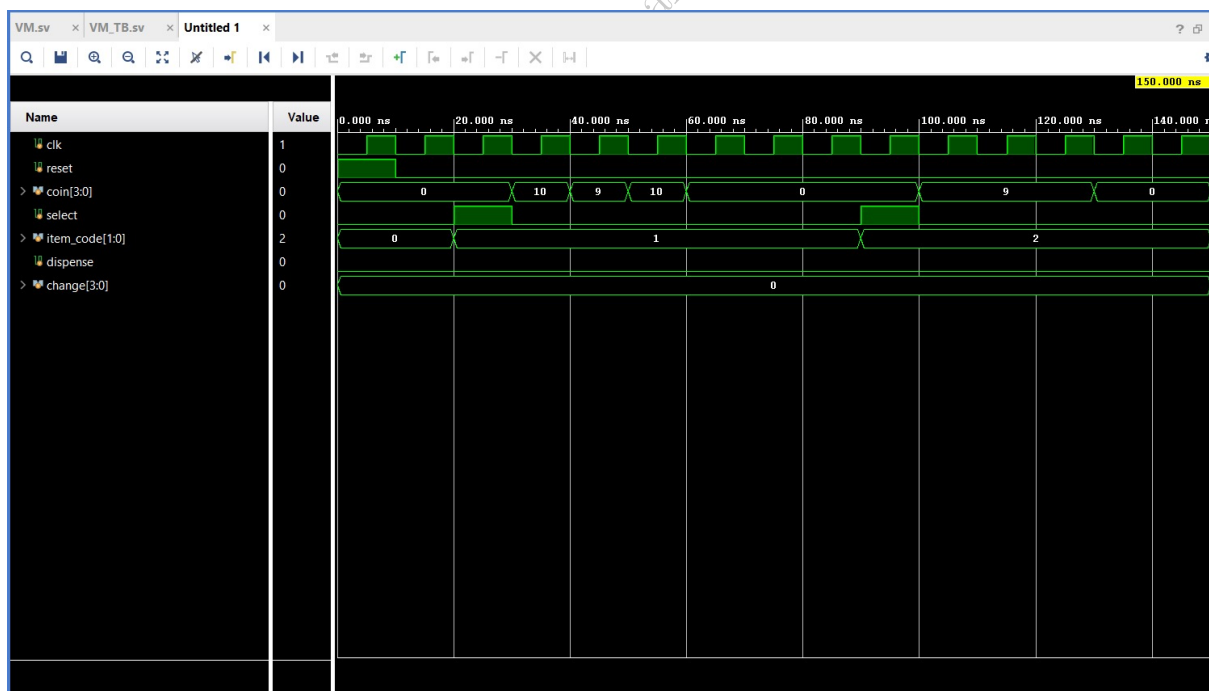 VM.sv × VM_TB.sv × Untitled 1 ×
?
150.000 ns
Name Value
0.000 ns 20.000 ns 40.000 ns 60.000 ns 80.000 ns 100.000 ns 120.000 ns 140.000 n
clk 1
reset 0
coin[3:0] 0 0 10 9 10 0 9 0
select 0
item_code[1:0] 2 0 1 2
dispense 0
change[3:0] 0 0